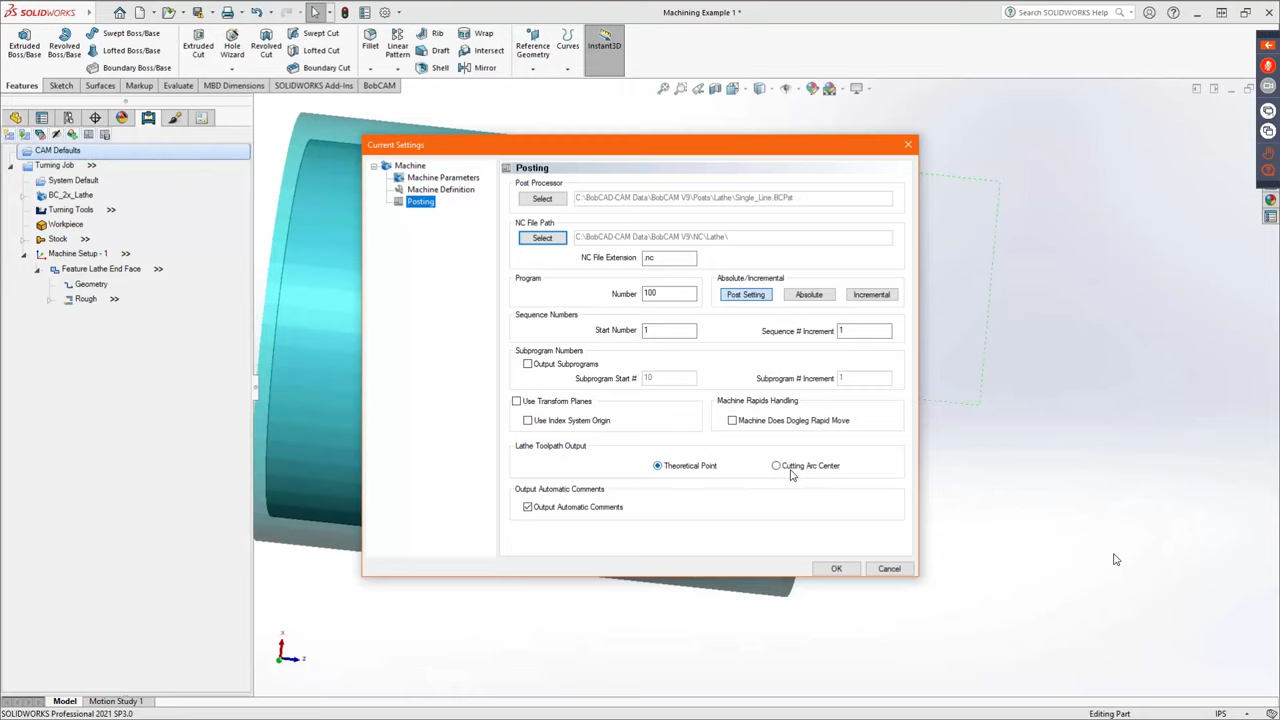 SOLIDWORKS
Machining Example 1 *
Search SOLIDWORKS Help
Extruded Boss/Base
Revolved Boss/Base
Swept Boss/Base
Lofted Boss/Base
Boundary Boss/Base
Extruded Cut
Hole Wizard
Revolved Cut
Swept Cut
Lofted Cut
Boundary Cut
Fillet
Linear Pattern
Rib
Draft
Shell
Wrap
Intersect
Mirror
Reference Geometry
Curves
Instant3D
Features Sketch Surfaces Markup Evaluate MBD Dimensions SOLIDWORKS Add-Ins BobCAM
CAM Defaults
Turning Job >>
System Default
BC_2x_Lathe
Turning Tools >>
Workpiece
Stock >>
Machine Setup - 1 >>
Feature Lathe End Face >>
Geometry
Rough >>
Current Settings
Machine
Machine Parameters
Machine Definition
Posting
Posting
Post Processor
Select C:\BobCAD-CAM Data\BobCAM V9\Posts\Lathe\Single_Line.BCPst
NC File Path
Select C:\BobCAD-CAM Data\BobCAM V9\NC\Lathe\
NC File Extension .nc
Program
Number 100
Absolute/Incremental
Post Setting Absolute Incremental
Sequence Numbers
Start Number 1 Sequence # Increment 1
Subprogram Numbers
Output Subprograms
Subprogram Start # 10 Subprogram # Increment 1
Use Transform Planes
Use Index System Origin
Machine Rapids Handling
Machine Does Dogleg Rapid Move
Lathe Toolpath Output
Theoretical Point Cutting Arc Center
Output Automatic Comments
Output Automatic Comments
OK Cancel
X
Z
Model Motion Study 1
SOLIDWORKS Professional 2021 SP3.0
Editing Part IPS